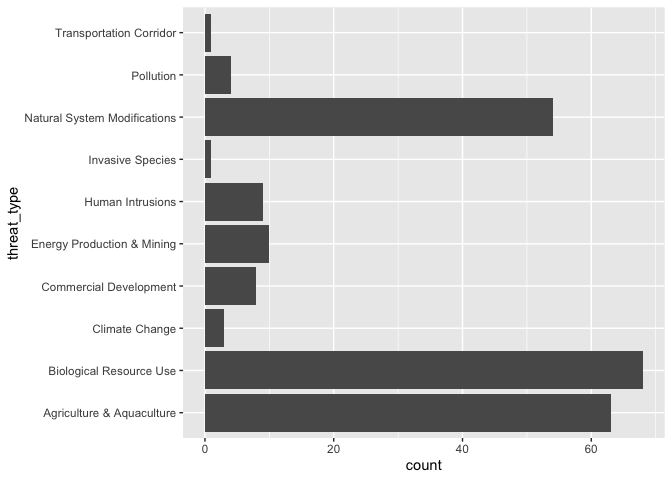 Transportation Corridor
Pollution
Natural System Modifications
Invasive Species
Human Intrusions
Energy Production & Mining
Commercial Development
Climate Change
Biological Resource Use
Agriculture & Aquaculture
threat_type
0 20 40 60
count